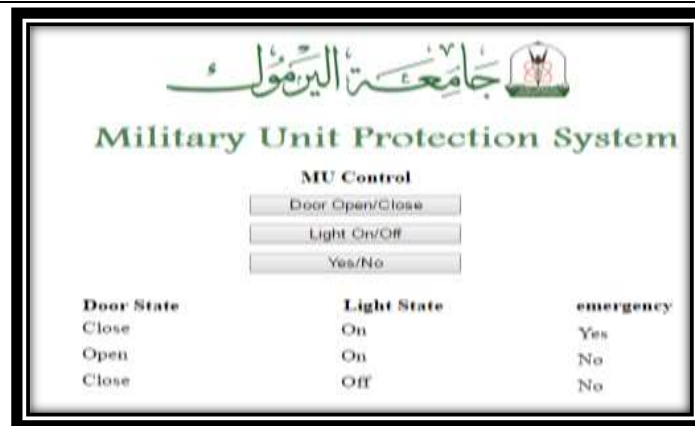 جامعة اليرموك
Military Unit Protection System
MU Control
Door Open/Close
Light On/Off
Yes/No
Door State Light State emergency
Close On Yes
Open On No
Close Off No